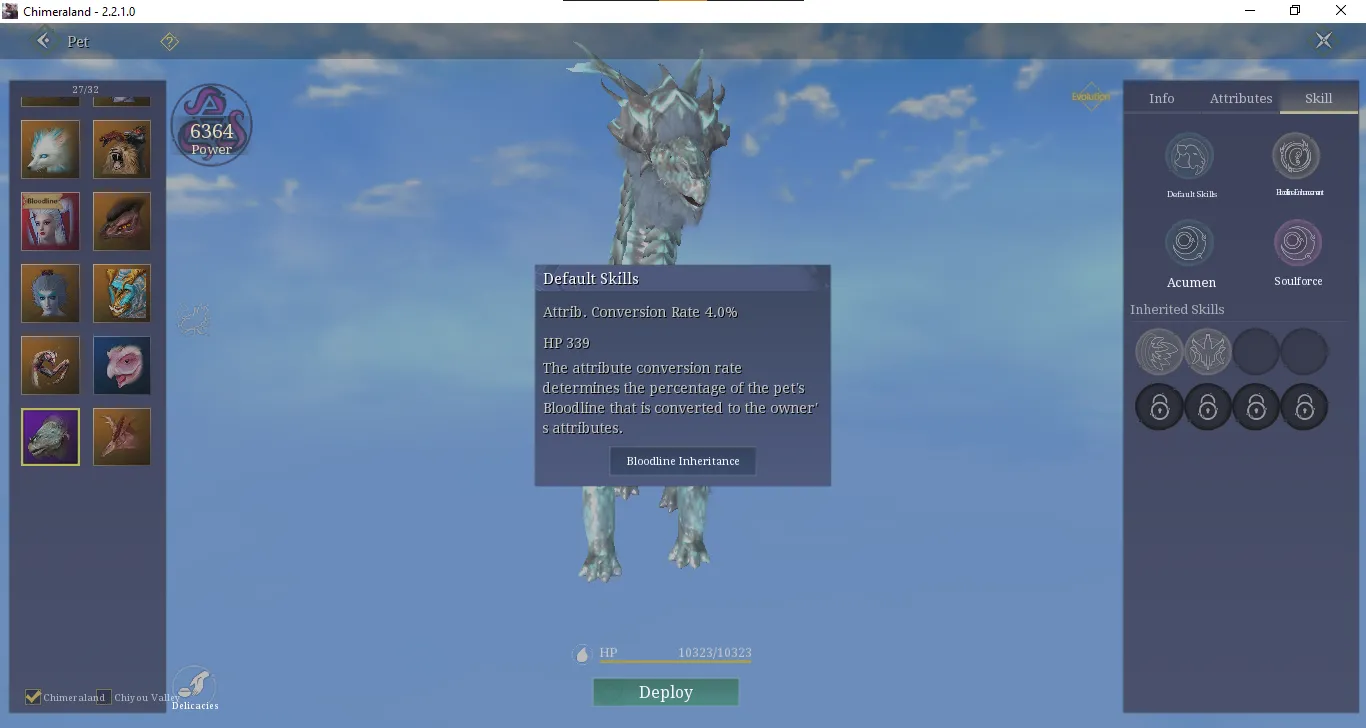 Chimeraland - 2.2.1.0
Pet
?
27/32
6364
Power
Bloodline
Evolution
Info
Attributes
Skill
Default Skills
Bloodline Enhancement
Acumen
Soulforce
Inherited Skills
Default Skills
Attrib. Conversion Rate 4.0%
HP 339
The attribute conversion rate
determines the percentage of the pet's
Bloodline that is converted to the owner'
s attributes.
Bloodline Inheritance
HP
10323/10323
Deploy
Chimeraland
Chiyou Valley
Delicacies